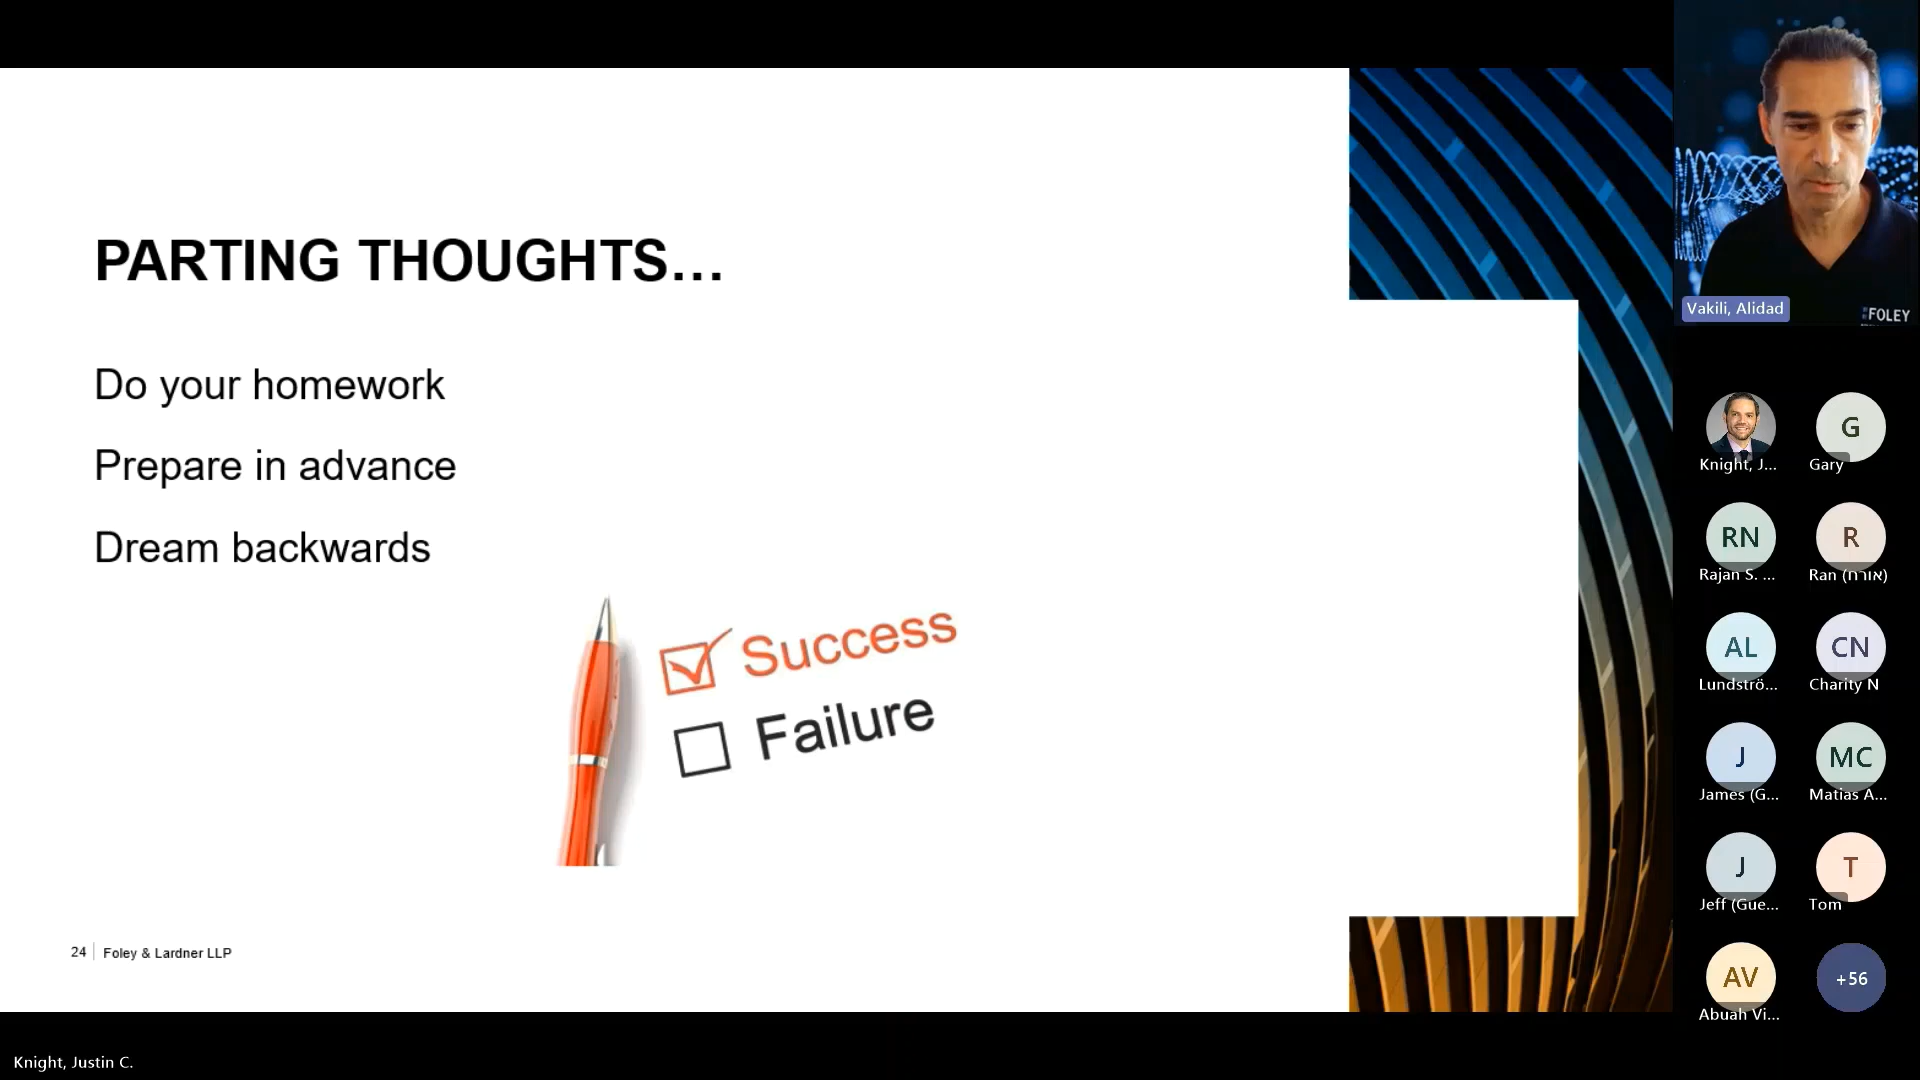 PARTING THOUGHTS...
Do your homework
Prepare in advance
Dream backwards
Success
Failure
24
Foley & Lardner LLP
Vakili, Alidad
FOLEY
Knight, J...
G
Gary
RN
Rajan S. ...
R
Ran (אורח)
AL
Lundströ...
CN
Charity N
J
James (G...
MC
Matias A...
J
Jeff (Gue...
T
Tom
AV
Abuah Vi...
+56
Knight, Justin C.